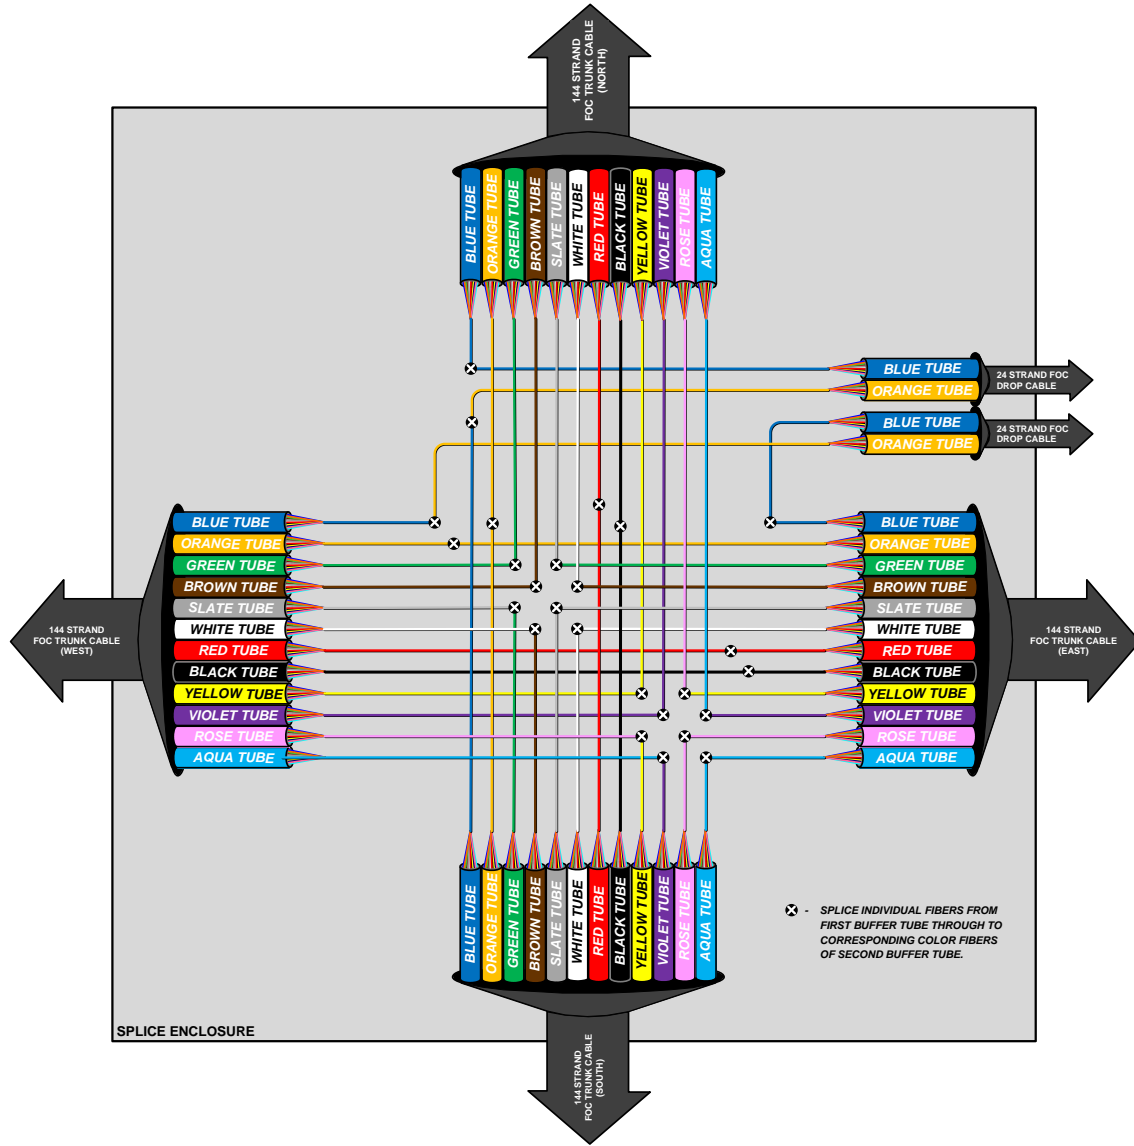 144 STRAND
FOC TRUNK CABLE
(NORTH)
BLUE TUBE
ORANGE TUBE
GREEN TUBE
BROWN TUBE
SLATE TUBE
WHITE TUBE
RED TUBE
BLACK TUBE
YELLOW TUBE
VIOLET TUBE
ROSE TUBE
AQUA TUBE
BLUE TUBE
ORANGE TUBE
24 STRAND FOC
DROP CABLE
BLUE TUBE
ORANGE TUBE
24 STRAND FOC
DROP CABLE
144 STRAND
FOC TRUNK CABLE
(WEST)
BLUE TUBE
ORANGE TUBE
GREEN TUBE
BROWN TUBE
SLATE TUBE
WHITE TUBE
RED TUBE
BLACK TUBE
YELLOW TUBE
VIOLET TUBE
ROSE TUBE
AQUA TUBE
BLUE TUBE
ORANGE TUBE
GREEN TUBE
BROWN TUBE
SLATE TUBE
WHITE TUBE
RED TUBE
BLACK TUBE
YELLOW TUBE
VIOLET TUBE
ROSE TUBE
AQUA TUBE
144 STRAND
FOC TRUNK CABLE
(EAST)
BLUE TUBE
ORANGE TUBE
GREEN TUBE
BROWN TUBE
SLATE TUBE
WHITE TUBE
RED TUBE
BLACK TUBE
YELLOW TUBE
VIOLET TUBE
ROSE TUBE
AQUA TUBE
- SPLICE INDIVIDUAL FIBERS FROM
FIRST BUFFER TUBE THROUGH TO
CORRESPONDING COLOR FIBERS
OF SECOND BUFFER TUBE.
SPLICE ENCLOSURE
144 STRAND
FOC TRUNK CABLE
(SOUTH)